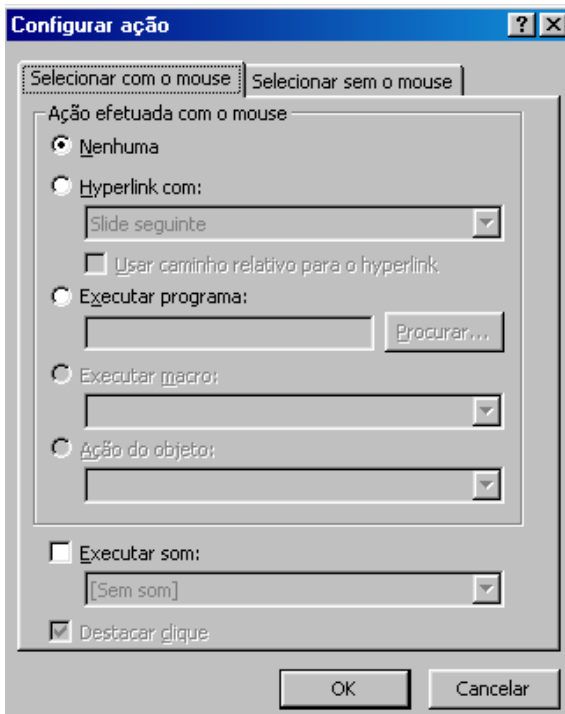 Configurar ação
Selecionar com o mouse Selecionar sem o mouse
Ação efetuada com o mouse
Nenhuma
Hyperlink com:
Slide seguinte
Usar caminho relativo para o hyperlink
Executar programa:
Procurar...
Executar macro:
Ação do objeto:
Executar som:
[Sem som]
Destacar clique
OK Cancelar